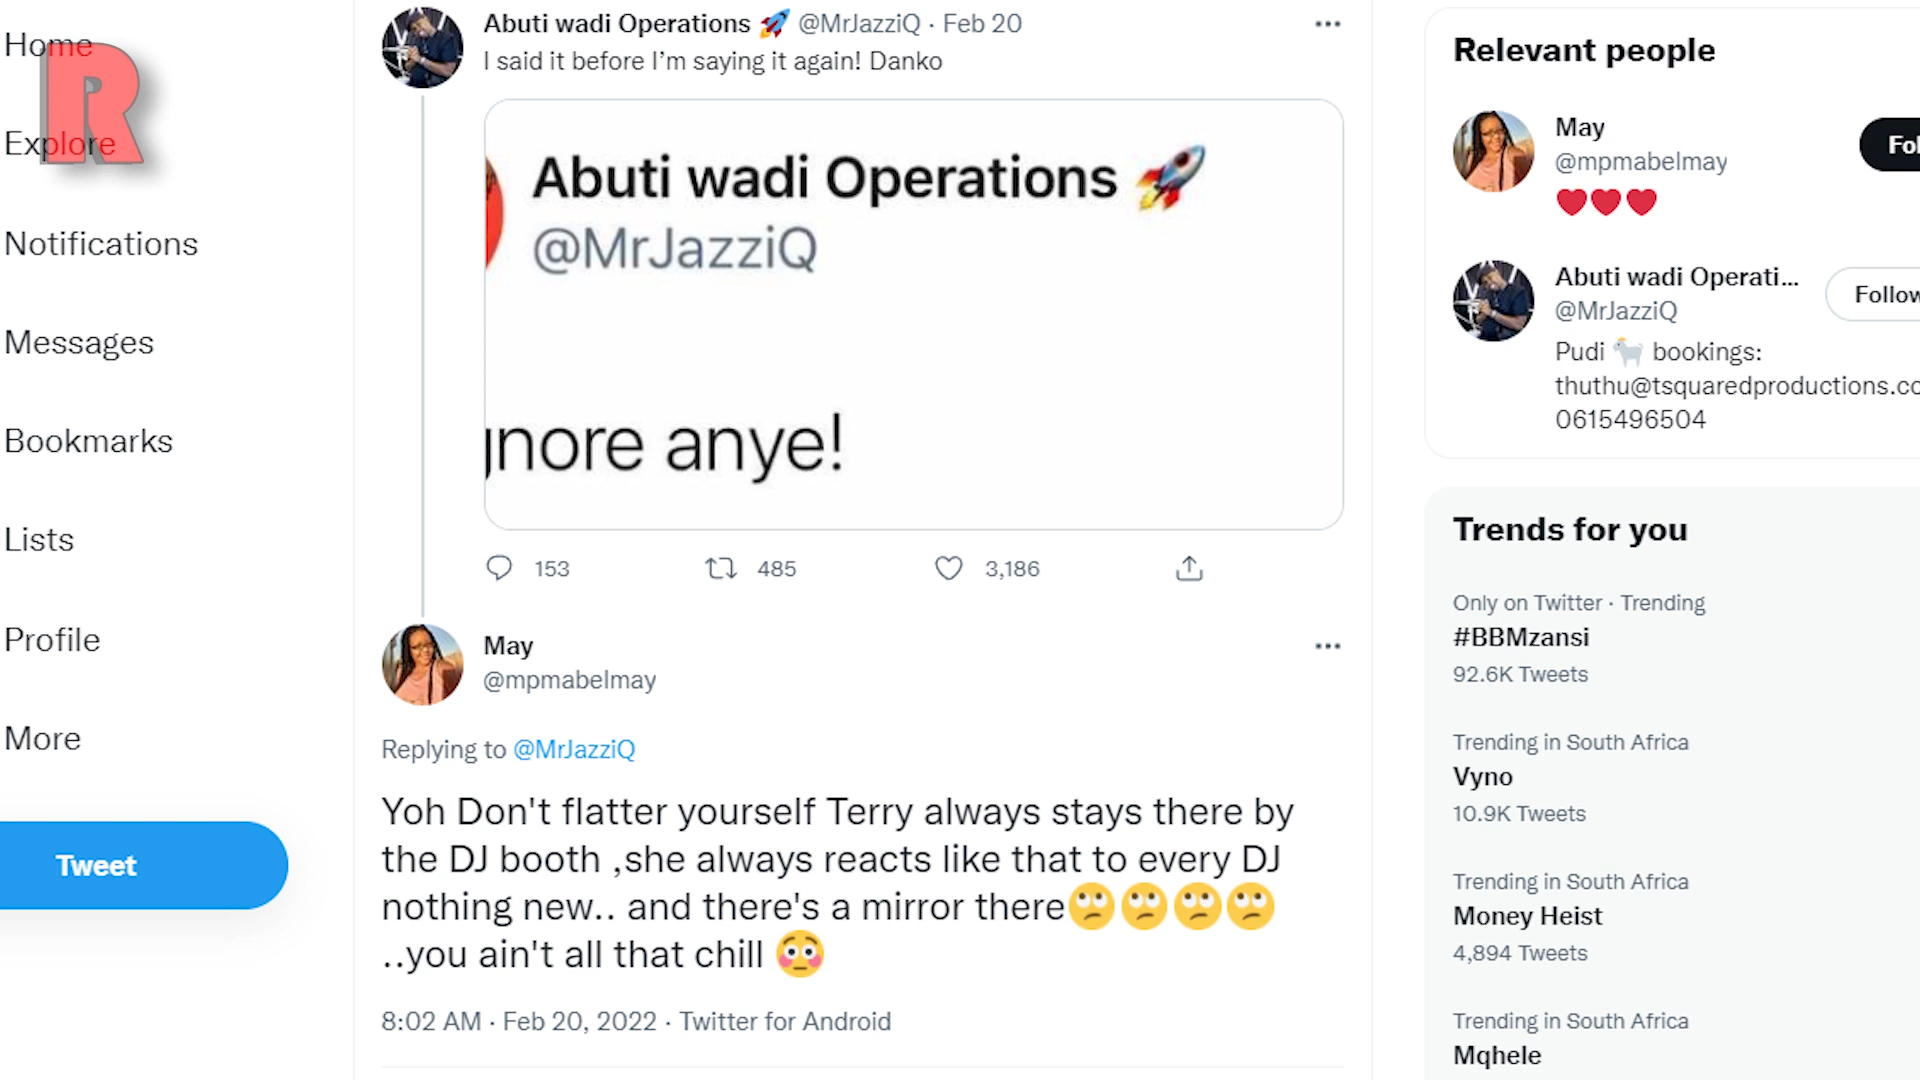 Home
R
Explore
Notifications
Messages
Bookmarks
Lists
Profile
More
Tweet
Abuti wadi Operations 🚀 @MrJazziQ · Feb 20
I said it before I'm saying it again! Danko
Abuti wadi Operations 🚀
@MrJazziQ
gnore anye!
153 485 3,186
May
@mpmabelmay
Replying to @MrJazziQ
Yoh Don't flatter yourself Terry always stays there by
the DJ booth ,she always reacts like that to every DJ
nothing new.. and there's a mirror there🙄🙄🙄🙄
..you ain't all that chill 😳
8:02 AM · Feb 20, 2022 · Twitter for Android
Relevant people
May
@mpmabelmay
Fol
❤️❤️❤️
Abuti wadi Operati...
@MrJazziQ
Follow
Pudi 🐐 bookings:
thuthu@tsquaredproductions.co
0615496504
Trends for you
Only on Twitter · Trending
#BBMzansi
92.6K Tweets
Trending in South Africa
Vyno
10.9K Tweets
Trending in South Africa
Money Heist
4,894 Tweets
Trending in South Africa
Mqhele